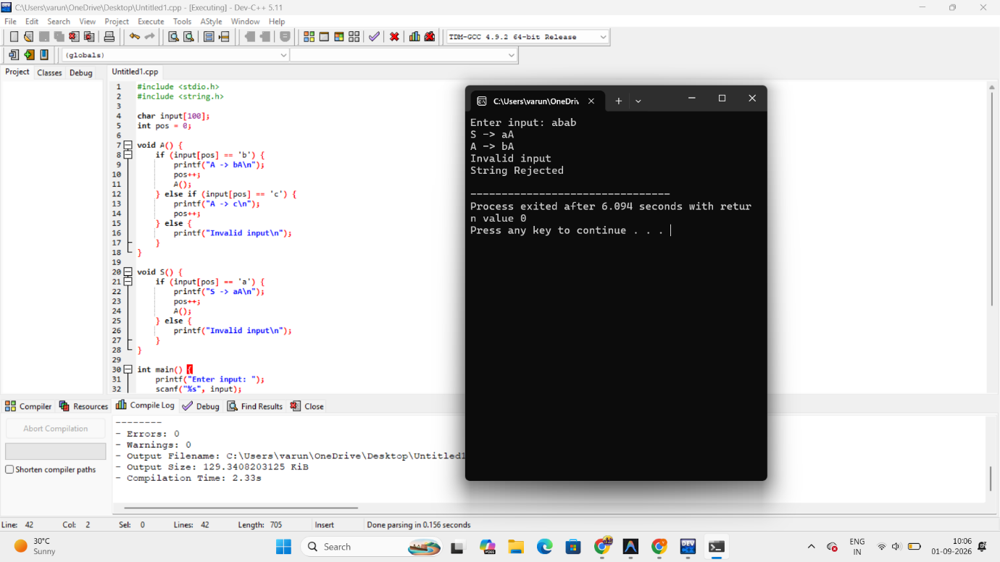 C:\Users\varun\OneDrive\Desktop\Untitled1.cpp - [Executing] - Dev-C++ 5.11
File Edit Search View Project Execute Tools AStyle Window Help
TDM-GCC 4.9.2 64-bit Release
(globals)
Project Classes Debug
Untitled1.cpp
1 #include <stdio.h>
2 #include <string.h>
3
4 char input[100];
5 int pos = 0;
6
7 void A() {
8 if (input[pos] == 'b') {
9 printf("A -> bA\n");
10 pos++;
11 A();
12 } else if (input[pos] == 'c') {
13 printf("A -> c\n");
14 pos++;
15 } else {
16 printf("Invalid input\n");
17 }
18 }
19
20 void S() {
21 if (input[pos] == 'a') {
22 printf("S -> aA\n");
23 pos++;
24 A();
25 } else {
26 printf("Invalid input\n");
27 }
28 }
29
30 int main() {
31 printf("Enter input: ");
32 scanf("%s", input);
C:\Users\varun\OneDriv
Enter input: abab
S -> aA
A -> bA
Invalid input
String Rejected
--------------------------------
Process exited after 6.094 seconds with retur
n value 0
Press any key to continue . . .
Compiler Resources Compile Log Debug Find Results Close
Abort Compilation
Shorten compiler paths
--------
- Errors: 0
- Warnings: 0
- Output Filename: C:\Users\varun\OneDrive\Desktop\Untitled1
- Output Size: 129.3408203125 KiB
- Compilation Time: 2.33s
Line: 42 Col: 2 Sel: 0 Lines: 42 Length: 705 Insert Done parsing in 0.156 seconds
30°C
Sunny
Search
DEV
ENG
IN
10:06
01-09-2026